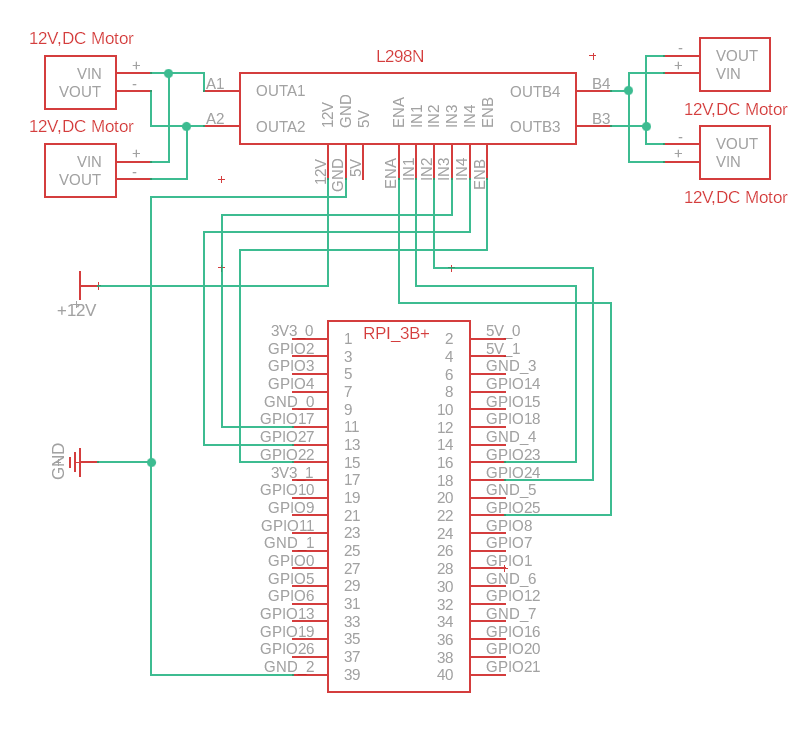 12V,DC Motor
+
VIN
-
VOUT
12V,DC Motor
+
VIN
-
VOUT
L298N
A1
OUTA1
A2
OUTA2
12V
GND
5V
ENA
IN1
IN2
IN3
IN4
ENB
OUTB4
B4
OUTB3
B3
12V
GND
5V
ENA
IN1
IN2
IN3
IN4
ENB
-
VOUT
+
VIN
12V,DC Motor
-
VOUT
+
VIN
12V,DC Motor
+12V
GND
RPI_3B+
3V3_0 1 2 5V_0
GPIO2 3 4 5V_1
GPIO3 5 6 GND_3
GPIO4 7 8 GPIO14
GND_0 9 10 GPIO15
GPIO17 11 12 GPIO18
GPIO27 13 14 GND_4
GPIO22 15 16 GPIO23
3V3_1 17 18 GPIO24
GPIO10 19 20 GND_5
GPIO9 21 22 GPIO25
GPIO11 23 24 GPIO8
GND_1 25 26 GPIO7
GPIO0 27 28 GPIO1
GPIO5 29 30 GND_6
GPIO6 31 32 GPIO12
GPIO13 33 34 GND_7
GPIO19 35 36 GPIO16
GPIO26 37 38 GPIO20
GND_2 39 40 GPIO21